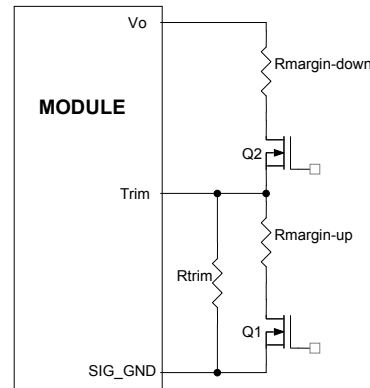 Vo
Rmargin-down
MODULE
Q2
Trim
Rmargin-up
Rtrim
Q1
SIG_GND